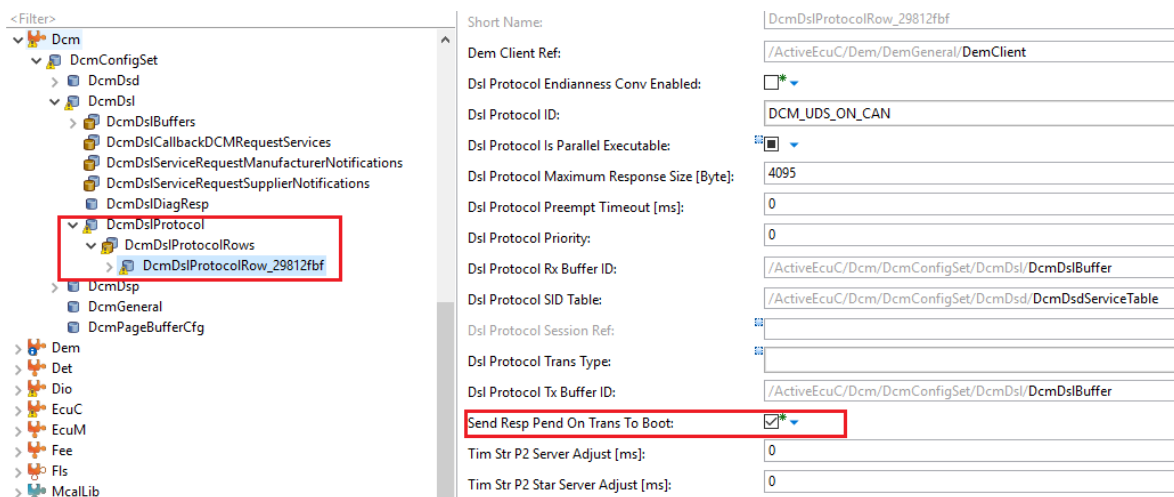 <Filter>
Dcm
DcmConfigSet
DcmDsd
DcmDsl
DcmDslBuffers
DcmDslCallbackDCMRequestServices
DcmDslServiceRequestManufacturerNotifications
DcmDslServiceRequestSupplierNotifications
DcmDslDiagResp
DcmDslProtocol
DcmDslProtocolRows
DcmDslProtocolRow_29812fbf
DcmDsp
DcmGeneral
DcmPageBufferCfg
Dem
Det
Dio
EcuC
EcuM
Fee
Fls
McalLib
Short Name: DcmDslProtocolRow_29812fbf
Dem Client Ref: /ActiveEcuC/Dem/DemGeneral/DemClient
Dsl Protocol Endianness Conv Enabled:
Dsl Protocol ID: DCM_UDS_ON_CAN
Dsl Protocol Is Parallel Executable:
Dsl Protocol Maximum Response Size [Byte]: 4095
Dsl Protocol Preempt Timeout [ms]: 0
Dsl Protocol Priority: 0
Dsl Protocol Rx Buffer ID: /ActiveEcuC/Dcm/DcmConfigSet/DcmDsl/DcmDslBuffer
Dsl Protocol SID Table: /ActiveEcuC/Dcm/DcmConfigSet/DcmDsd/DcmDsdServiceTable
Dsl Protocol Session Ref:
Dsl Protocol Trans Type:
Dsl Protocol Tx Buffer ID: /ActiveEcuC/Dcm/DcmConfigSet/DcmDsl/DcmDslBuffer
Send Resp Pend On Trans To Boot:
Tim Str P2 Server Adjust [ms]: 0
Tim Str P2 Star Server Adjust [ms]: 0